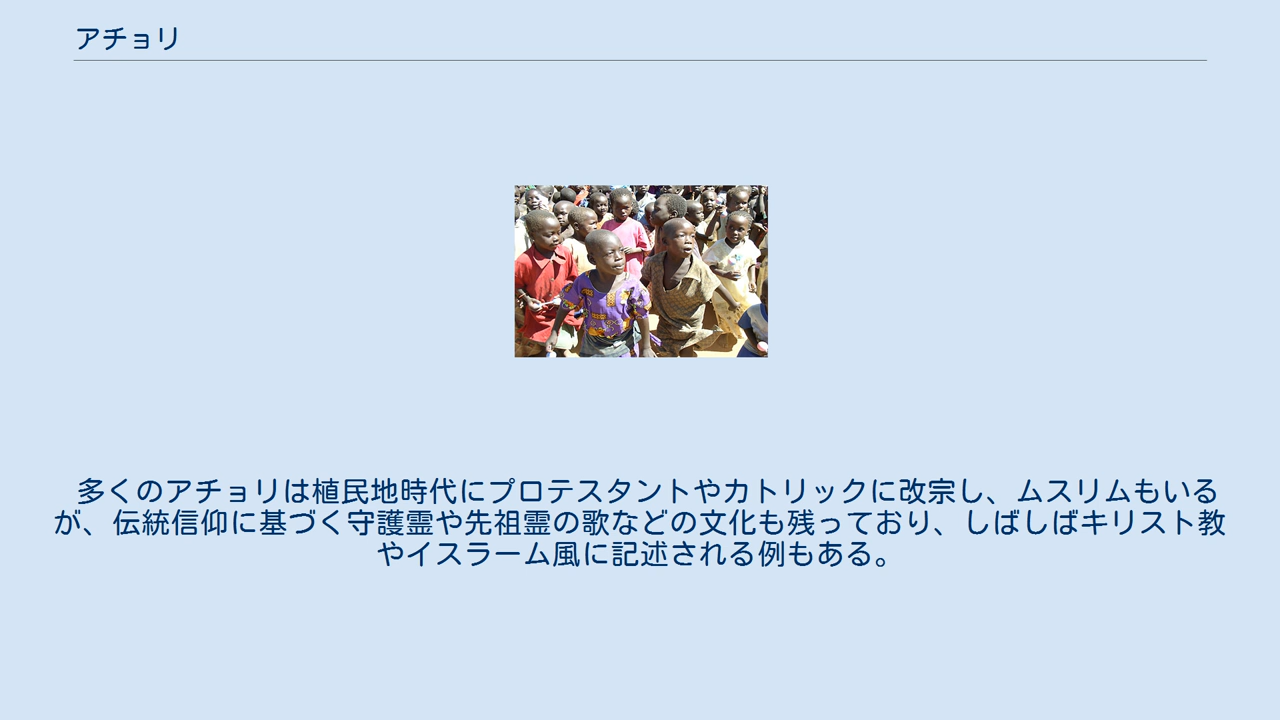 アチョリ
多くのアチョリは植民地時代にプロテスタントやカトリックに改宗し、ムスリムもいる
が、伝統信仰に基づく守護霊や先祖霊の歌などの文化も残っており、しばしばキリスト教
やイスラーム風に記述される例もある。